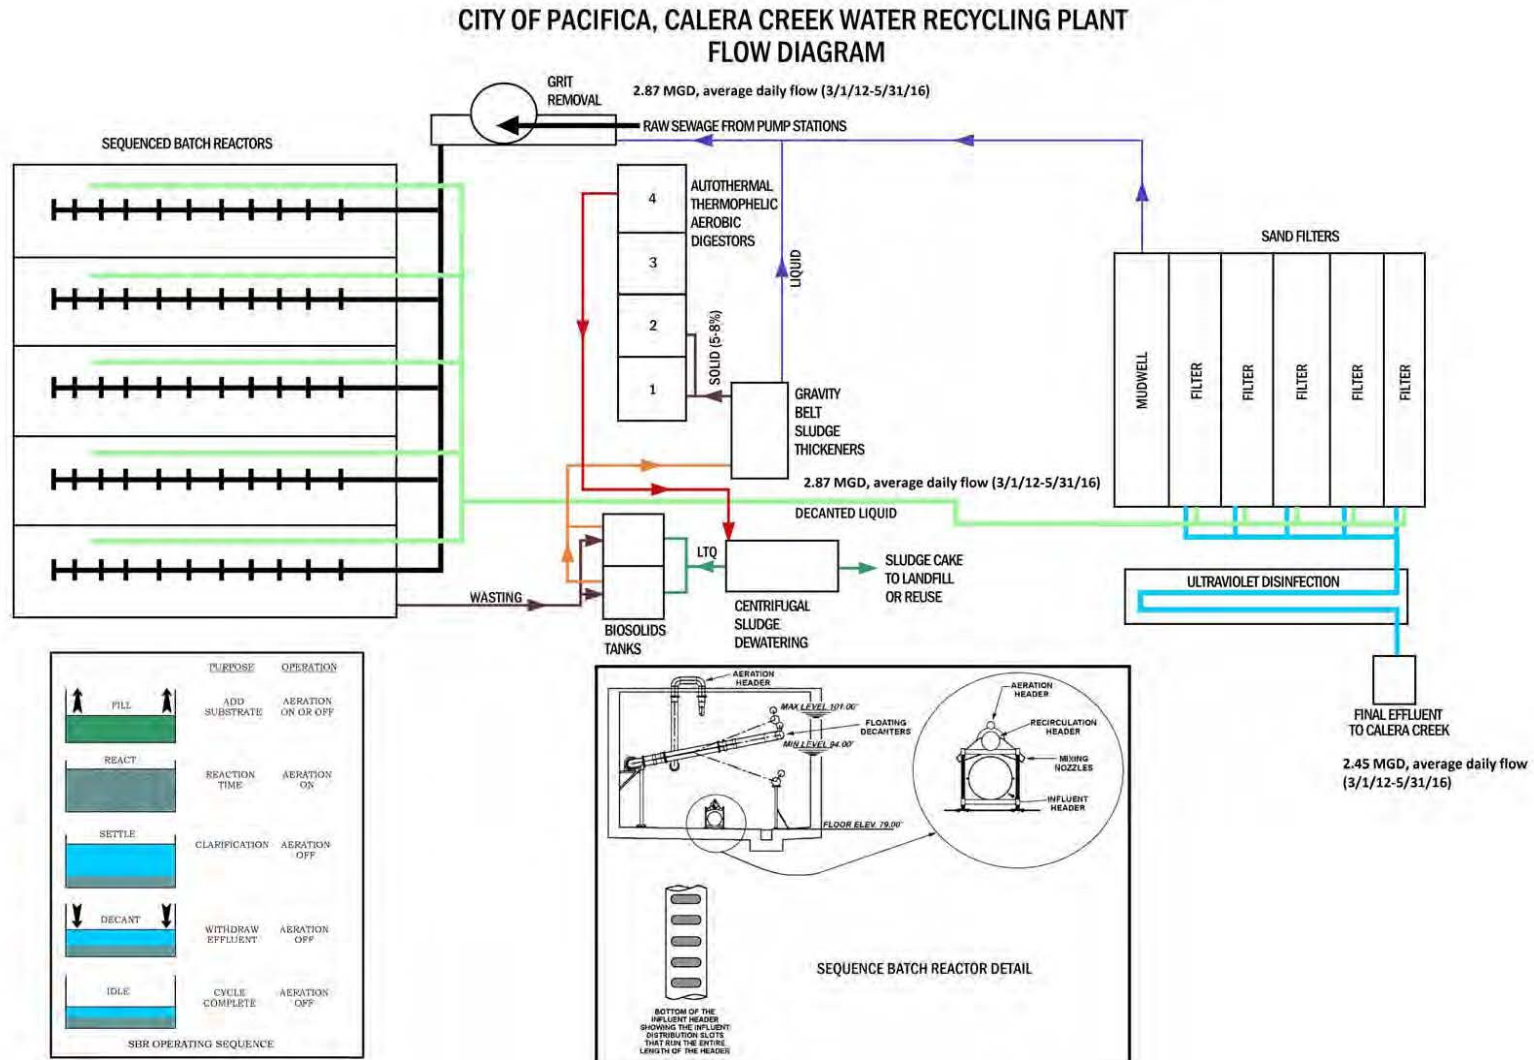 CITY OF PACIFICA, CALERA CREEK WATER RECYCLING PLANT
FLOW DIAGRAM
GRIT
REMOVAL
2.87 MGD, average daily flow (3/1/12-5/31/16)
RAW SEWAGE FROM PUMP STATIONS
SEQUENCED BATCH REACTORS
4
3
2
1
AUTOTHERMAL
THERMOPHELIC
AEROBIC
DIGESTORS
SOLID (5-8%)
LIQUID
GRAVITY
BELT
SLUDGE
THICKENERS
SAND FILTERS
MUDWELL
FILTER
FILTER
FILTER
FILTER
FILTER
2.87 MGD, average daily flow (3/1/12-5/31/16)
DECANTED LIQUID
LTQ
SLUDGE CAKE
TO LANDFILL
OR REUSE
WASTING
BIOSOLIDS
TANKS
CENTRIFUGAL
SLUDGE
DEWATERING
ULTRAVIOLET DISINFECTION
FINAL EFFLUENT
TO CALERA CREEK
2.45 MGD, average daily flow
(3/1/12-5/31/16)
PURPOSE OPERATION
FILL
ADD
SUBSTRATE
AERATION
ON OR OFF
REACT
REACTION
TIME
AERATION
ON
SETTLE
CLARIFICATION
AERATION
OFF
DECANT
WITHDRAW
EFFLUENT
AERATION
OFF
IDLE
CYCLE
COMPLETE
AERATION
OFF
SBR OPERATING SEQUENCE
AERATION
HEADER
MAX LEVEL 101.00'
FLOATING
DECANTERS
MIN LEVEL 94.00'
FLOOR ELEV. 79.00'
AERATION
HEADER
RECIRCULATION
HEADER
MIXING
NOZZLES
INFLUENT
HEADER
SEQUENCE BATCH REACTOR DETAIL
BOTTOM OF THE
INFLUENT HEADER
SHOWING THE INFLUENT
DISTRIBUTION SLOTS
THAT RUN THE ENTIRE
LENGTH OF THE HEADER